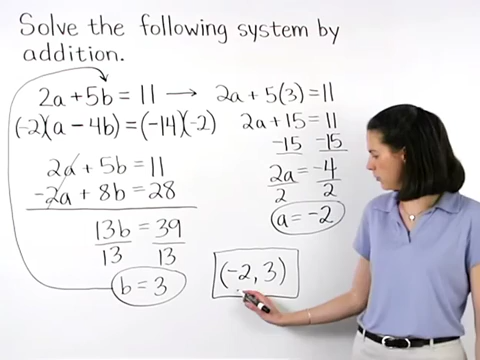 Solve the following system by
addition.
2a + 5b = 11 → 2a + 5(3) = 11
(-2)(a - 4b) = (-14)(-2) 2a + 15 = 11
-15 -15
2a + 5b = 11 2a = -4
-2a + 8b = 28 2 2
13b = 39 a = -2
13 13
b = 3 (-2, 3)